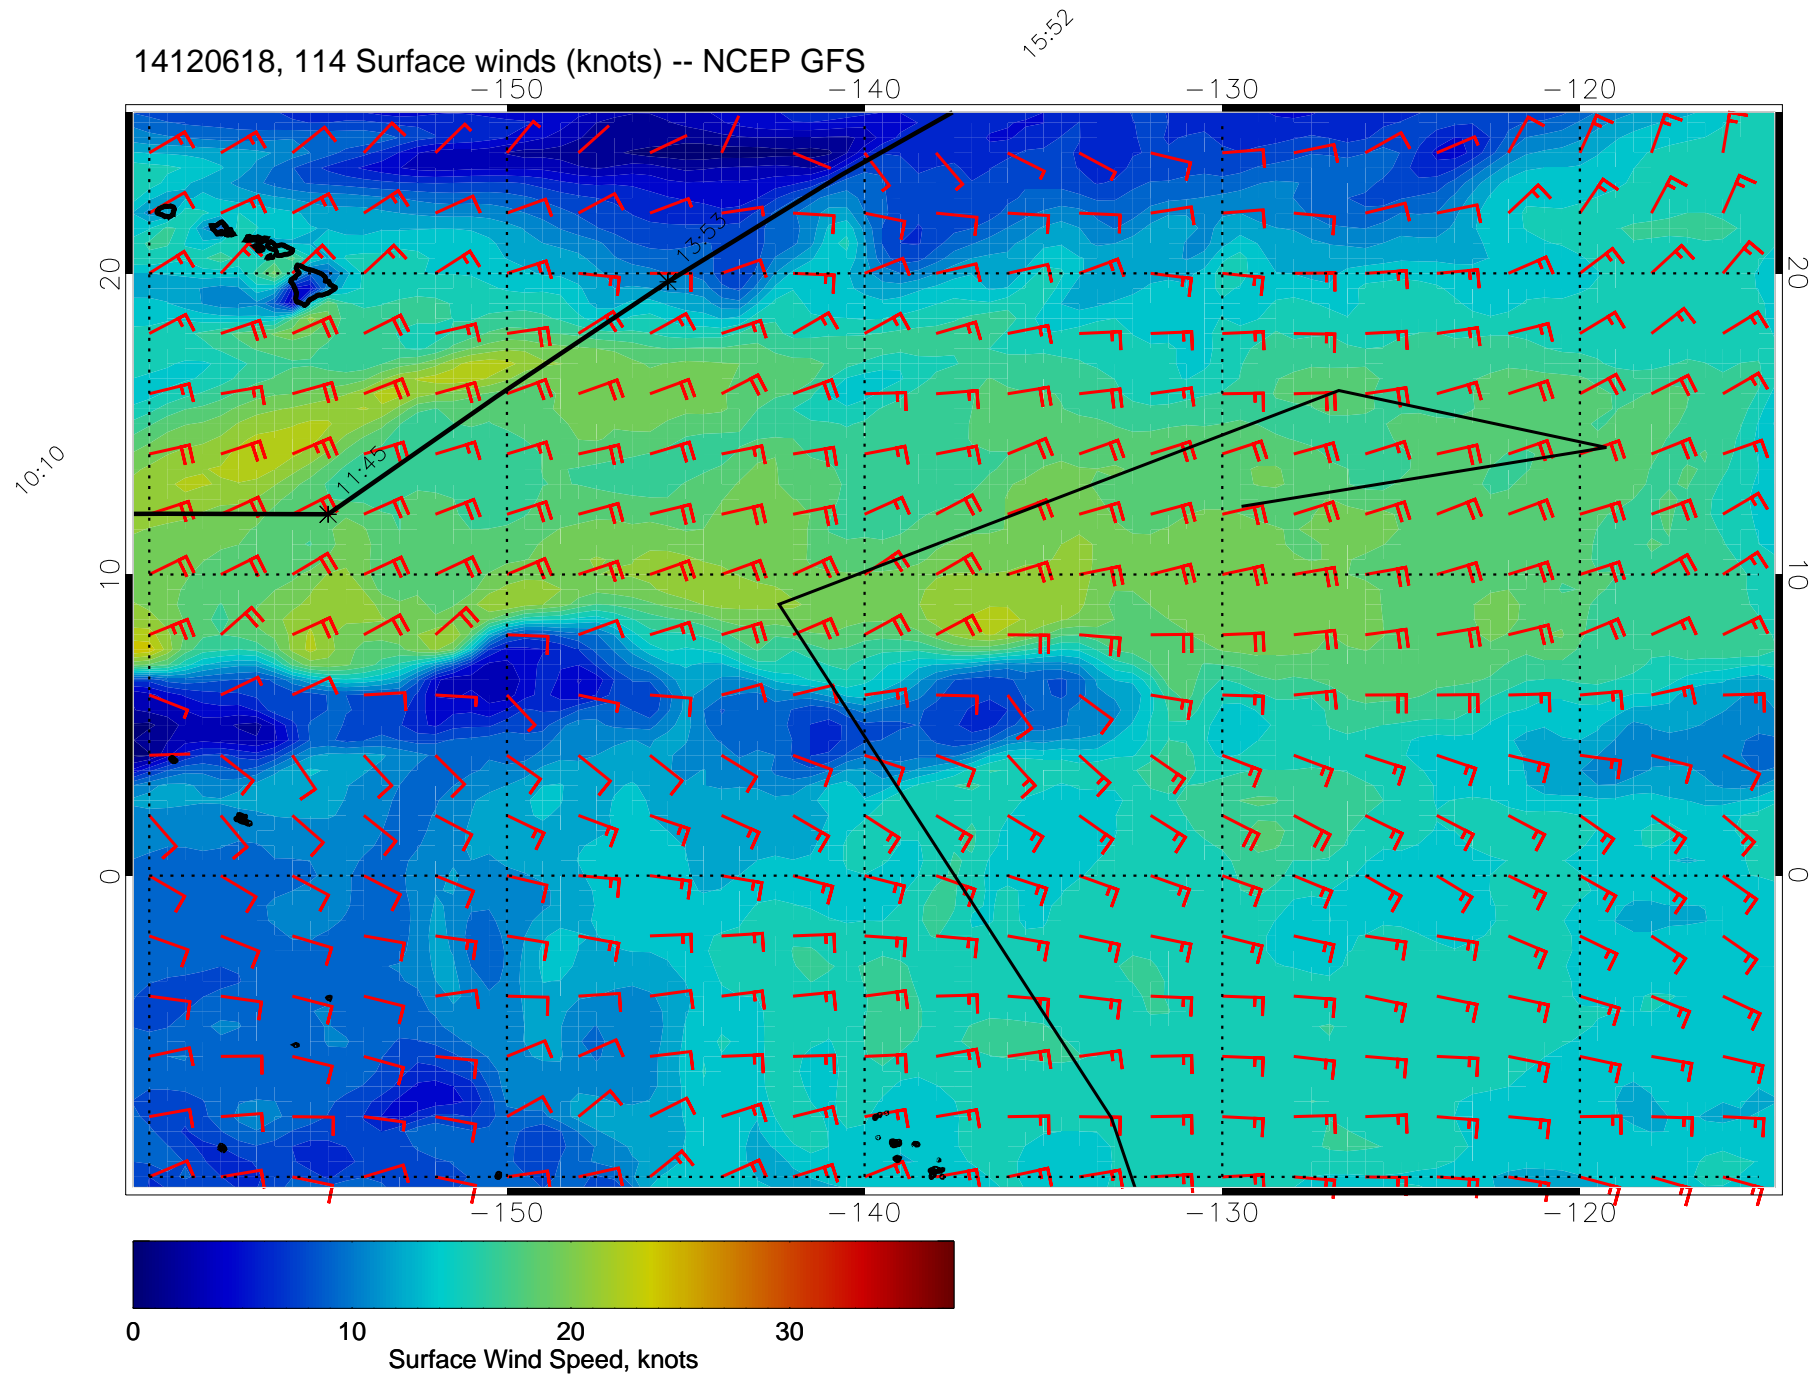 15:52
14120618, 114 Surface winds (knots) -- NCEP GFS
-150 -140 -130 -120
13:53
20 20
10:10
11:45
10 10
0 0
-150 -140 -130 -120
0 10 20 30
Surface Wind Speed, knots